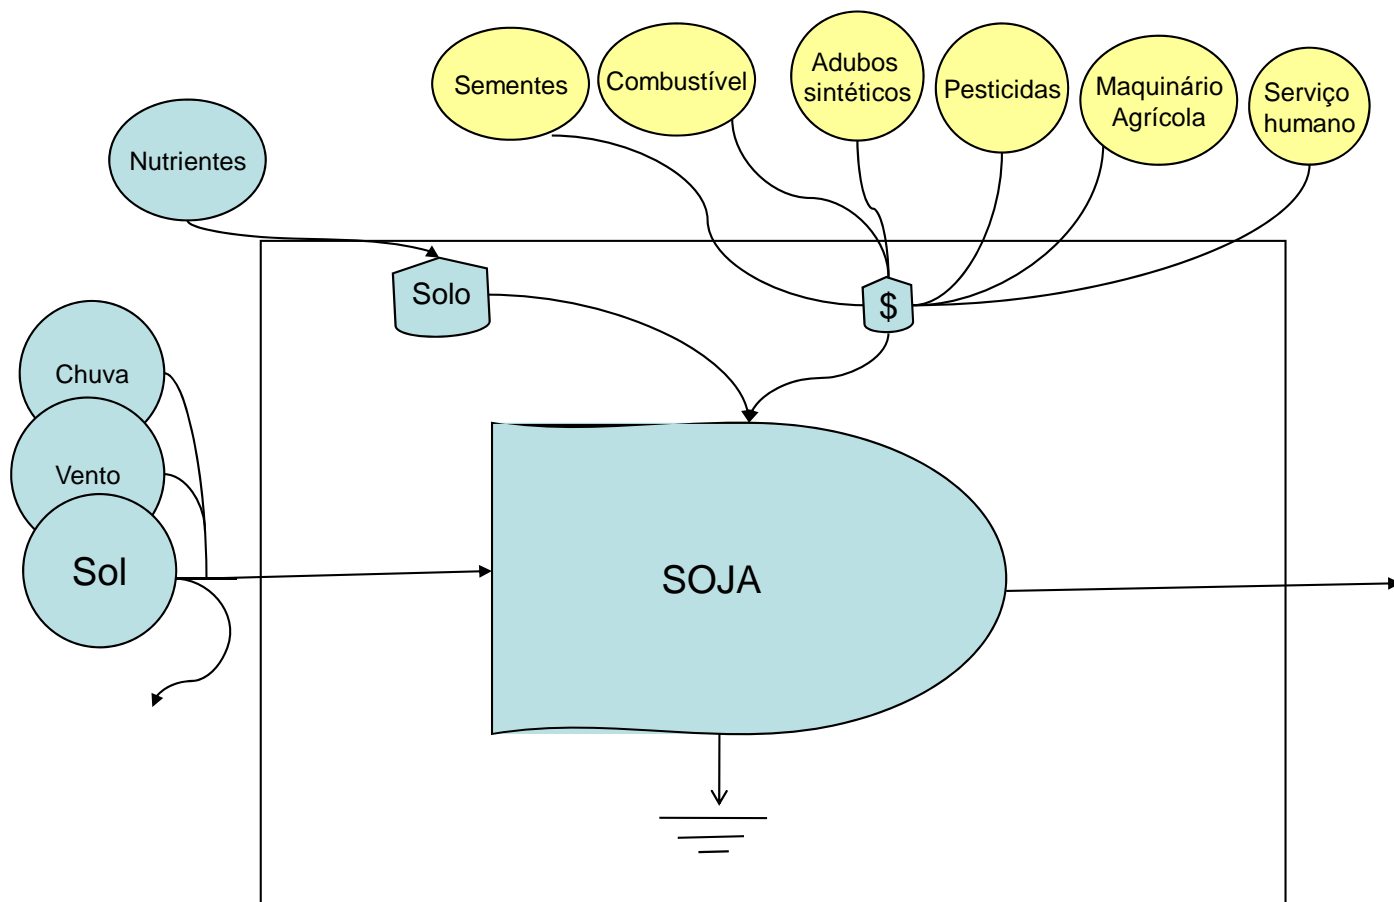 Sementes
Combustível
Adubos
sintéticos
Pesticidas
Maquinário
Agrícola
Serviço
humano
Nutrientes
Solo
$
Chuva
Vento
Sol
SOJA